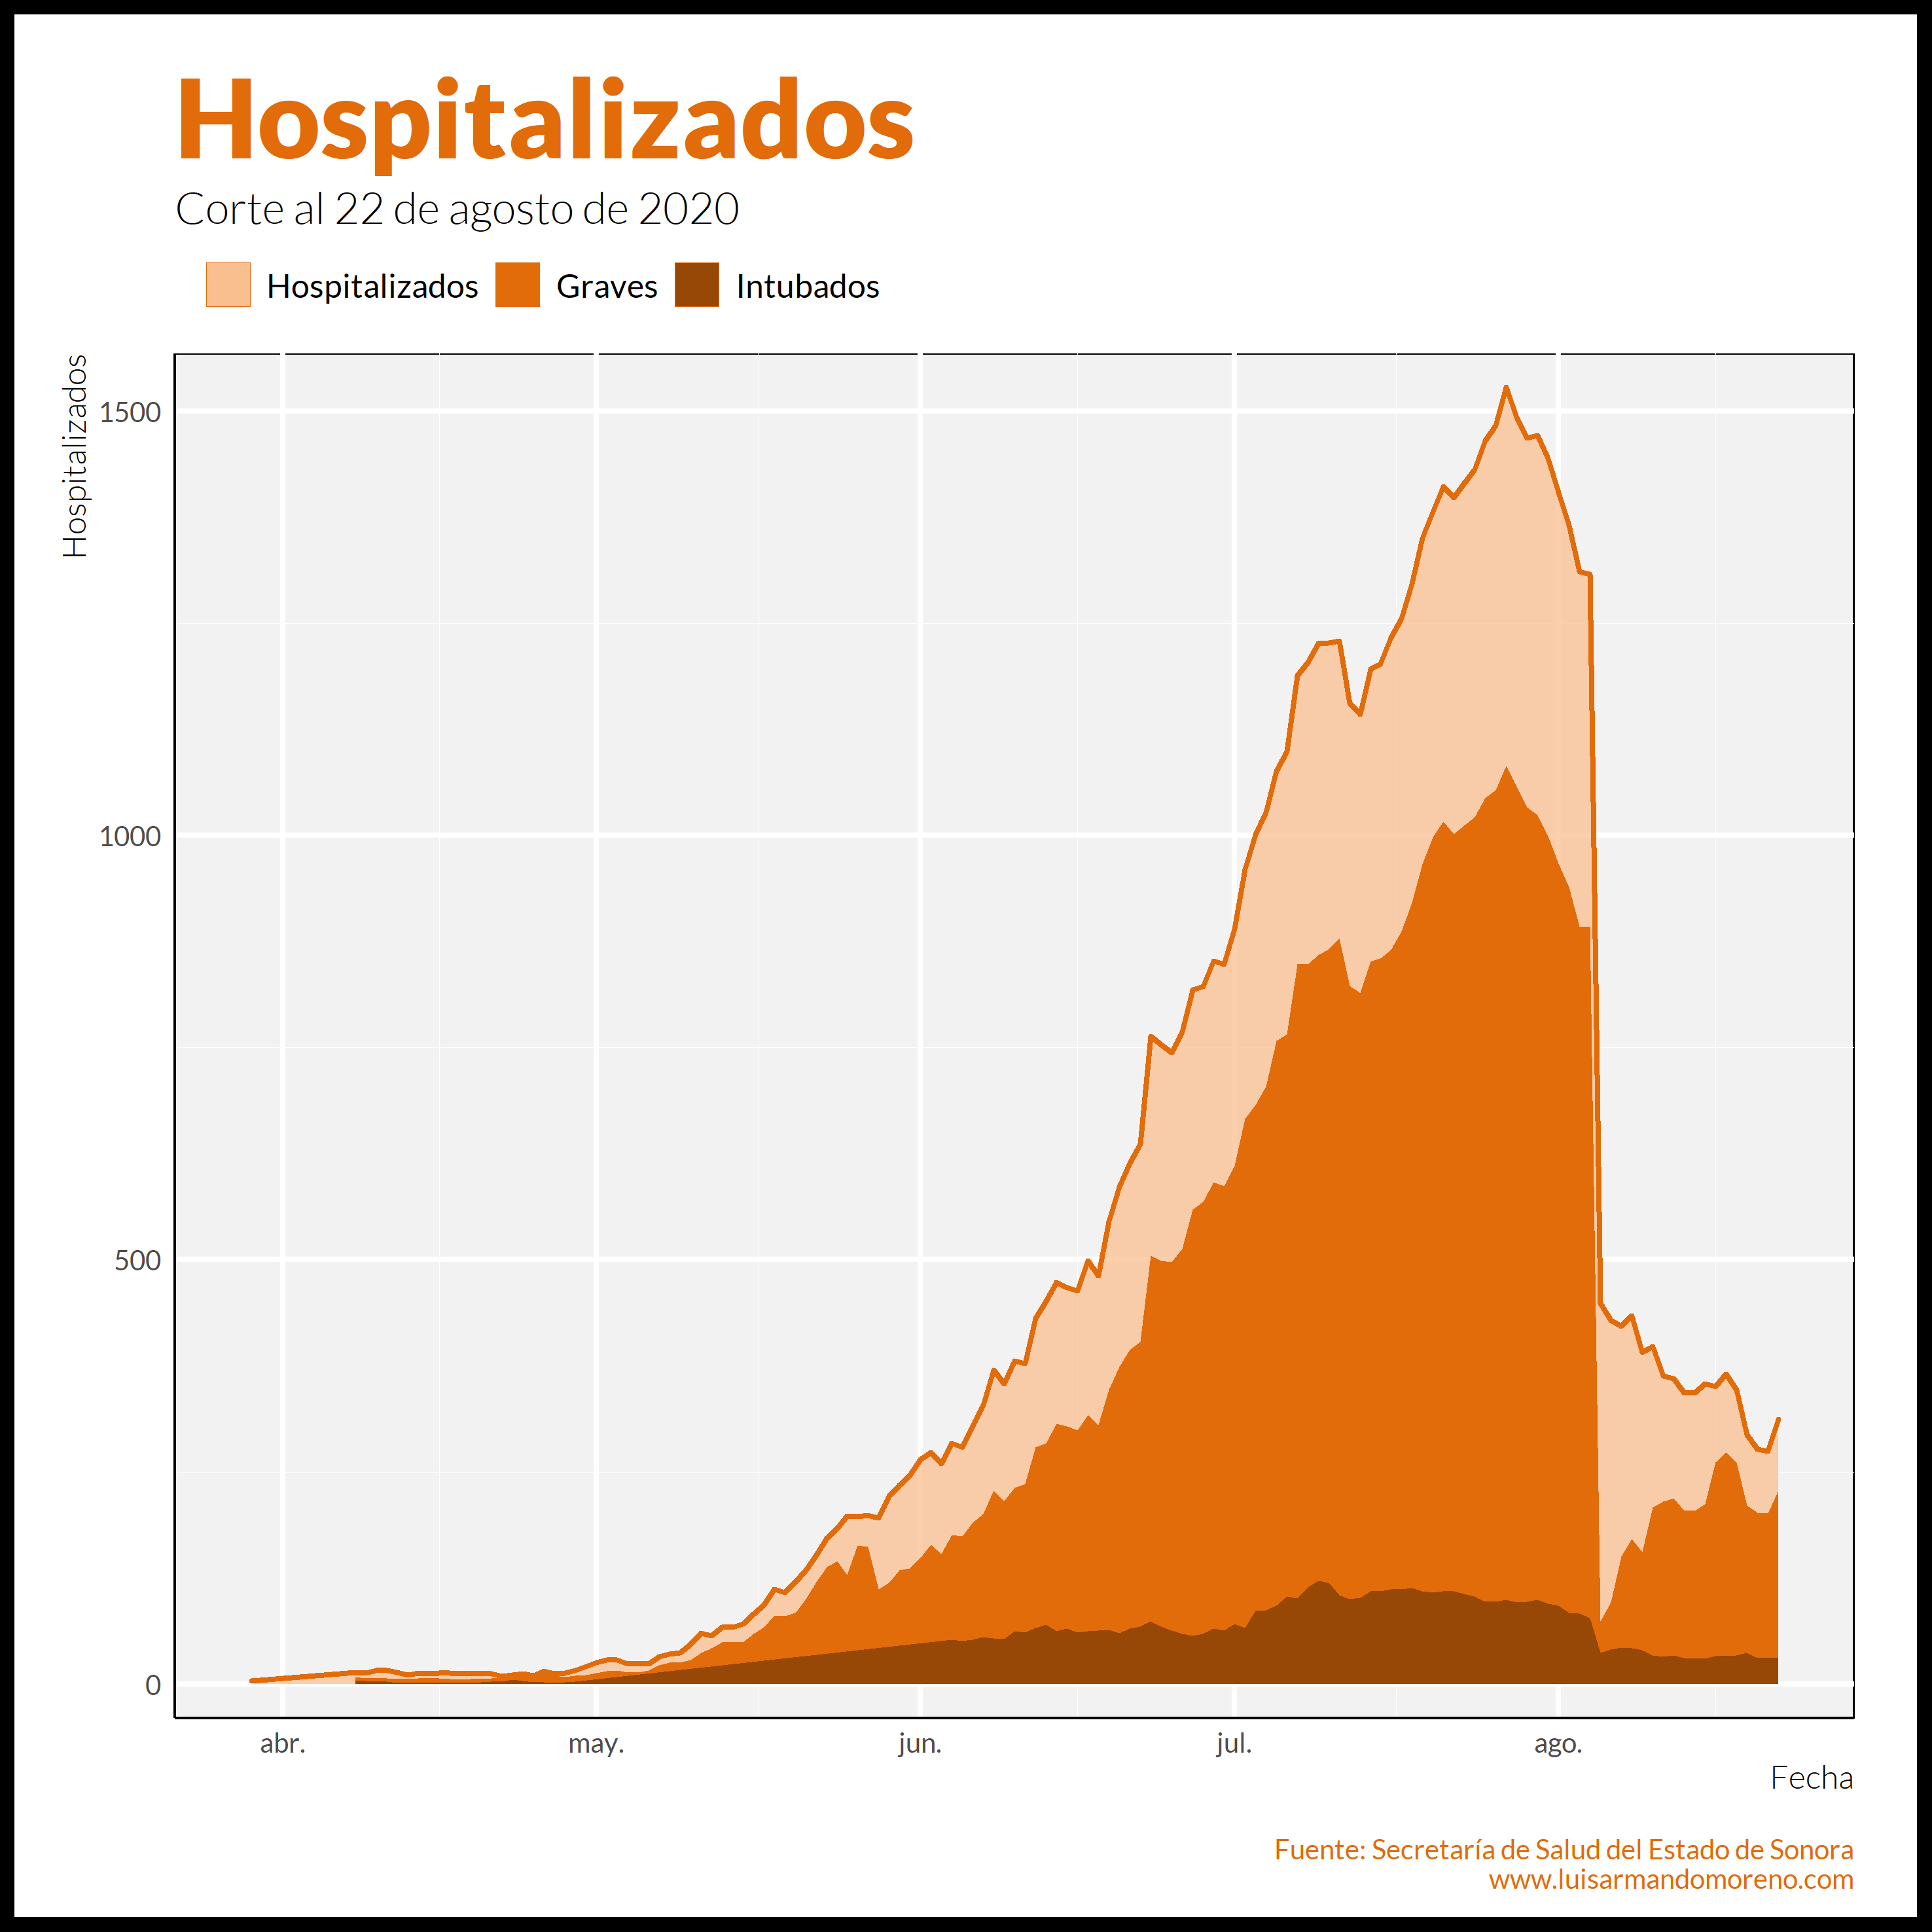 Hospitalizados
Corte al 22 de agosto de 2020
Hospitalizados Graves Intubados
Hospitalizados
1500
1000
500
0
abr. may. jun. jul. ago.
Fecha
Fuente: Secretaría de Salud del Estado de Sonora
www.luisarmandomoreno.com